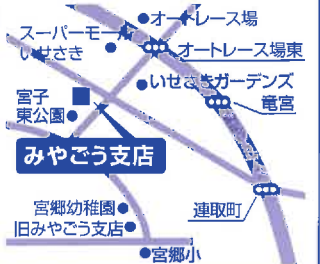 オートレース場
スーパーモール
いせさき
オートレース場東
いせさきガーデンズ
竜宮
宮子
東公園
みやごう支店
連取町
宮郷幼稚園
旧みやごう支店
宮郷小